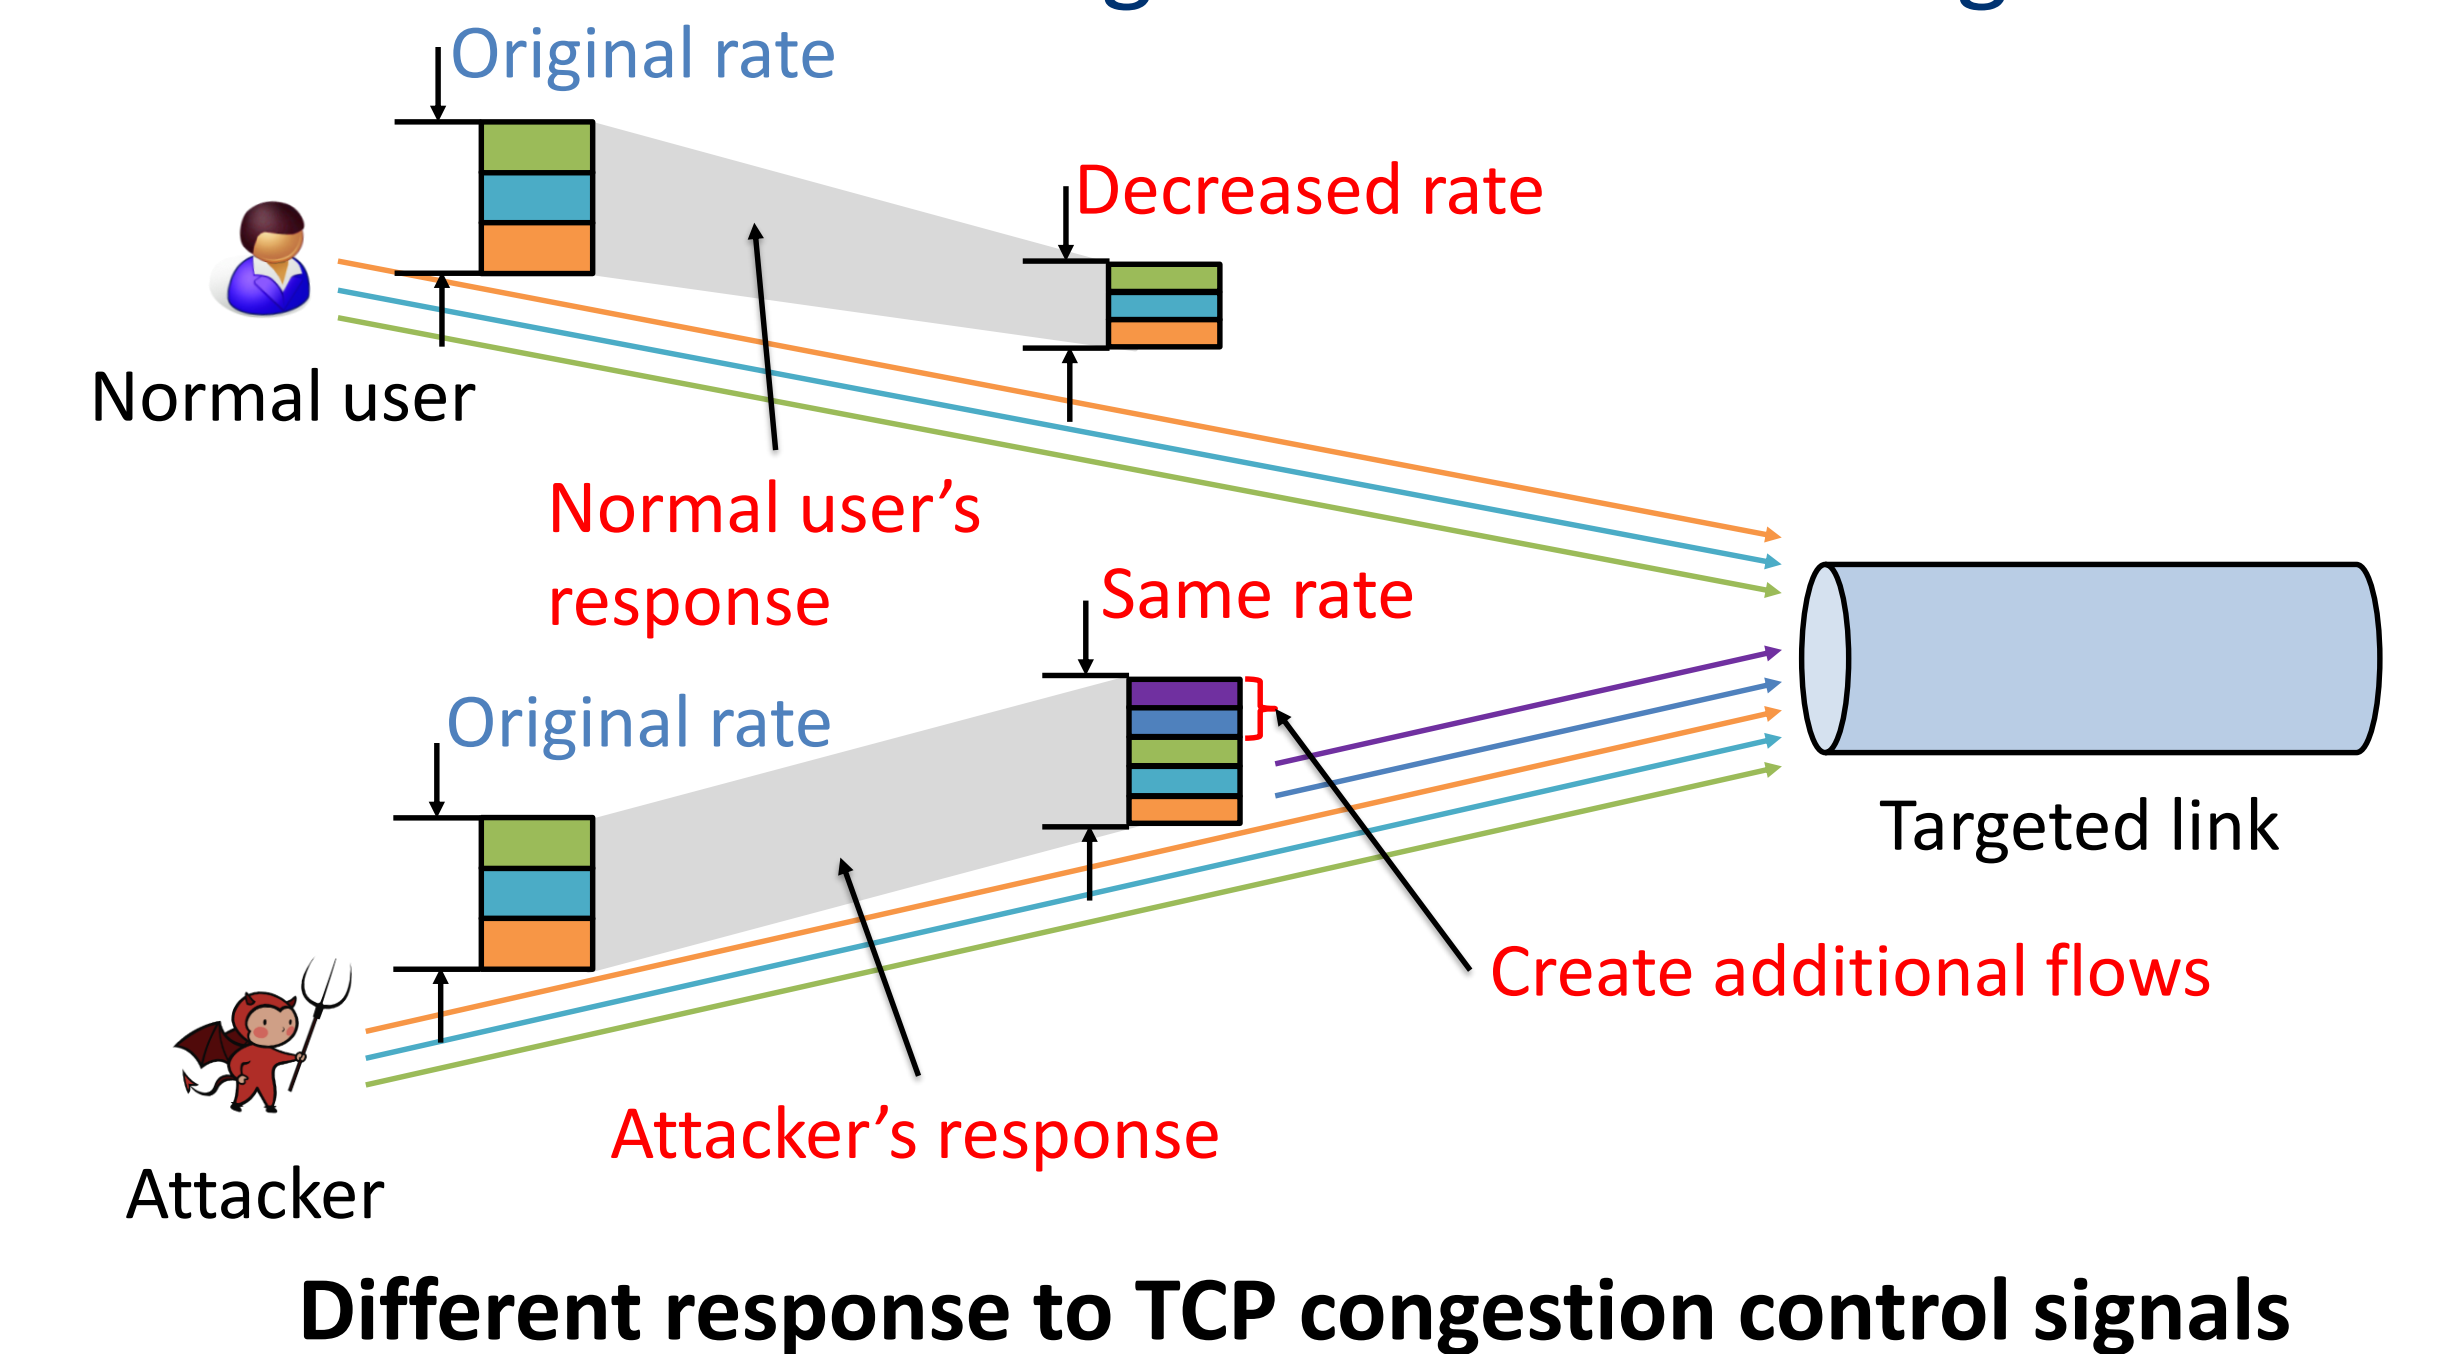 Original rate
Decreased rate
Normal user
Normal user’s
response
Same rate
Original rate
Targeted link
Create additional flows
Attacker’s response
Attacker
Different response to TCP congestion control signals